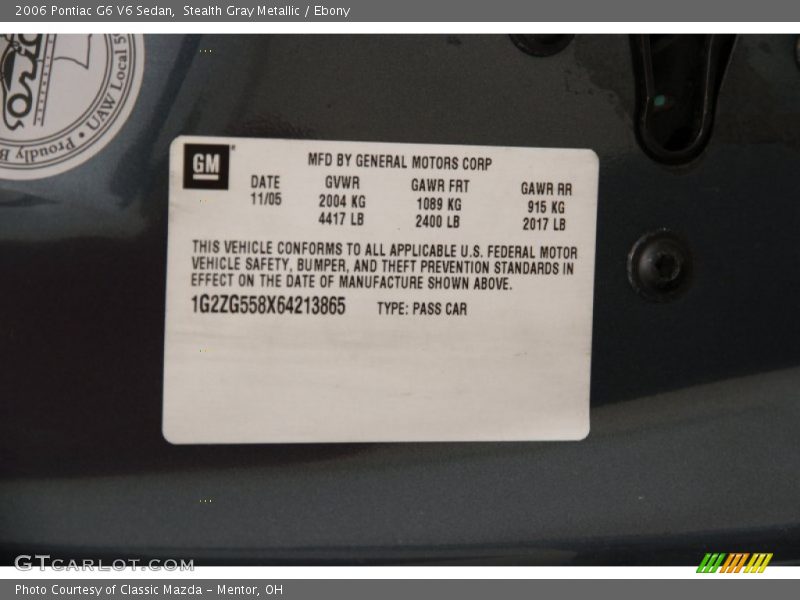 2006 Pontiac G6 V6 Sedan, Stealth Gray Metallic / Ebony
UAW Local 5
Proudly B
GM
MFD BY GENERAL MOTORS CORP
DATE GVWR GAWR FRT GAWR RR
11/05 2004 KG 1089 KG 915 KG
4417 LB 2400 LB 2017 LB
THIS VEHICLE CONFORMS TO ALL APPLICABLE U.S. FEDERAL MOTOR
VEHICLE SAFETY, BUMPER, AND THEFT PREVENTION STANDARDS IN
EFFECT ON THE DATE OF MANUFACTURE SHOWN ABOVE.
1G2ZG558X64213865 TYPE: PASS CAR
GTCARLOT.COM
Photo Courtesy of Classic Mazda - Mentor, OH